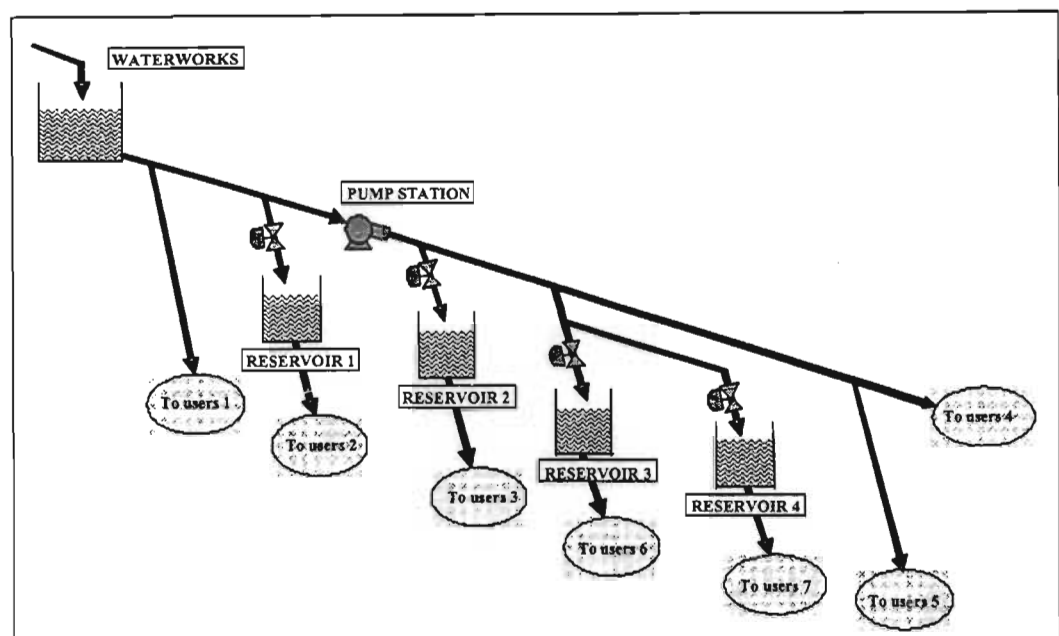 WATERWORKS
PUMP STATION
RESERVOIR 1
RESERVOIR 2
To users 1
To users 4
To users 2
RESERVOIR 3
To users 3
RESERVOIR 4
To users 6
To users 7
To users 5